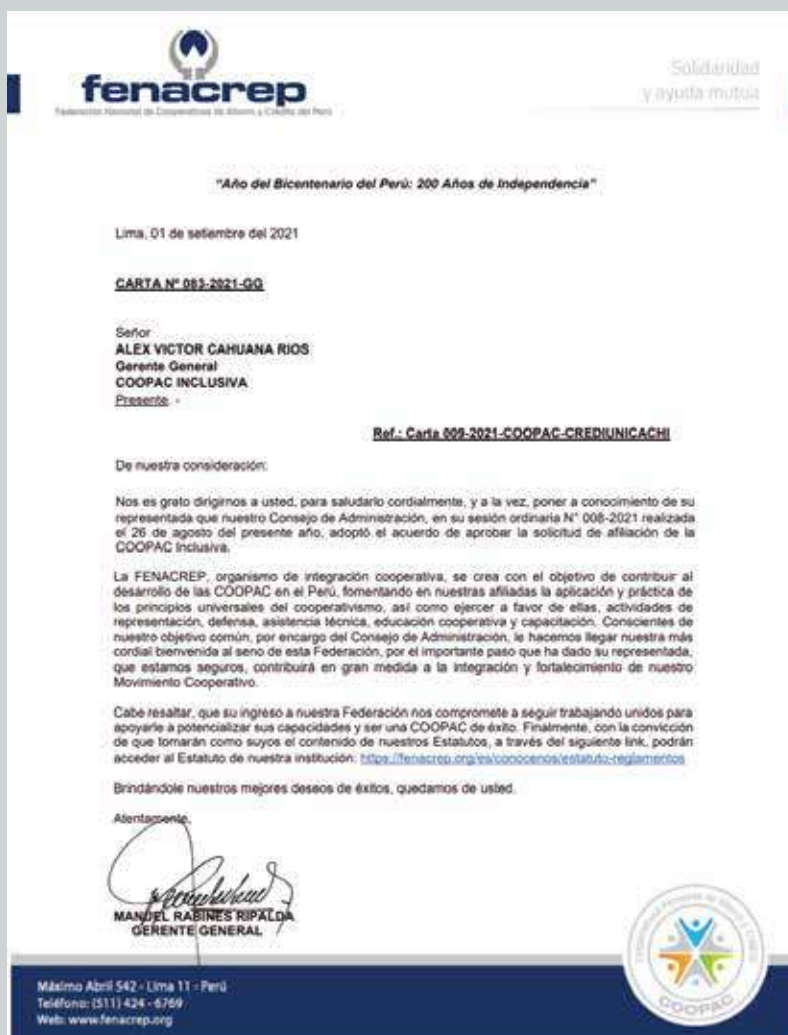 fenacrep
Federación Nacional de Cooperativas de Ahorro y Crédito del Perú
Solidaridad
y ayuda mutua
"Año del Bicentenario del Perú: 200 Años de Independencia"
Lima, 01 de setiembre del 2021
CARTA N° 083-2021-GG
Señor
ALEX VICTOR CAHUANA RIOS
Gerente General
COOPAC INCLUSIVA
Presente. -
Ref.: Carta 009-2021-COOPAC-CREDIUNICACHI
De nuestra consideración:
Nos es grato dirigirnos a usted, para saludarlo cordialmente, y a la vez, poner a conocimiento de su
representada que nuestro Consejo de Administración, en su sesión ordinaria N° 008-2021 realizada
el 26 de agosto del presente año, adoptó el acuerdo de aprobar la solicitud de afiliación de la
COOPAC Inclusiva.
La FENACREP, organismo de integración cooperativa, se crea con el objetivo de contribuir al
desarrollo de las COOPAC en el Perú, fomentando en nuestras afiliadas la aplicación y práctica de
los principios universales del cooperativismo, así como ejercer a favor de ellas, actividades de
representación, defensa, asistencia técnica, educación cooperativa y capacitación. Conscientes de
nuestro objetivo común, por encargo del Consejo de Administración, le hacemos llegar nuestra más
cordial bienvenida al seno de esta Federación, por el importante paso que ha dado su representada,
que estamos seguros, contribuirá en gran medida a la integración y fortalecimiento de nuestro
Movimiento Cooperativo.
Cabe resaltar, que su ingreso a nuestra Federación nos compromete a seguir trabajando unidos para
apoyarle a potencializar sus capacidades y ser una COOPAC de éxito. Finalmente, con la convicción
de que tomarán como suyos el contenido de nuestros Estatutos, a través del siguiente link, podrán
acceder al Estatuto de nuestra institución: https://fenacrep.org/es/conocenos/estatuto-reglamentos
Brindándole nuestros mejores deseos de éxitos, quedamos de usted.
Atentamente,
MANUEL RABINES RIPALDA
GERENTE GENERAL
COOPAC
Máximo Abril 542 - Lima 11 - Perú
Teléfono: (511) 424 - 6769
Web: www.fenacrep.org